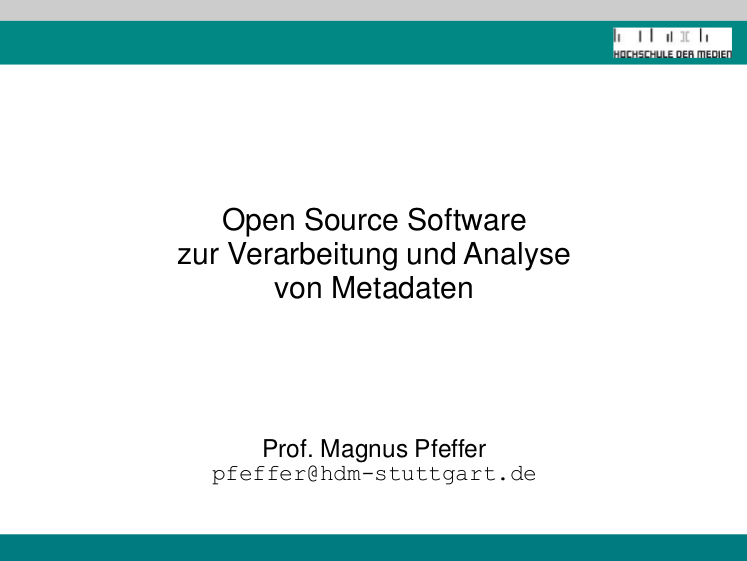 HOCHSCHULE DER MEDIEN
Open Source Software
zur Verarbeitung und Analyse
von Metadaten
Prof. Magnus Pfeffer
pfeffer@hdm-stuttgart.de